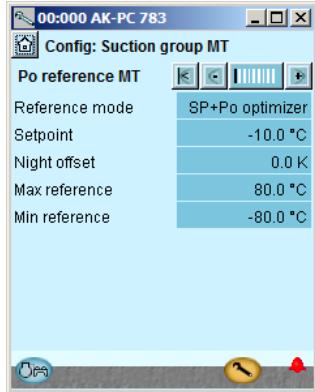 00:000 AK-PC 783
Config: Suction group MT
Po reference MT
Reference mode SP+Po optimizer
Setpoint -10.0 °C
Night offset 0.0 K
Max reference 80.0 °C
Min reference -80.0 °C